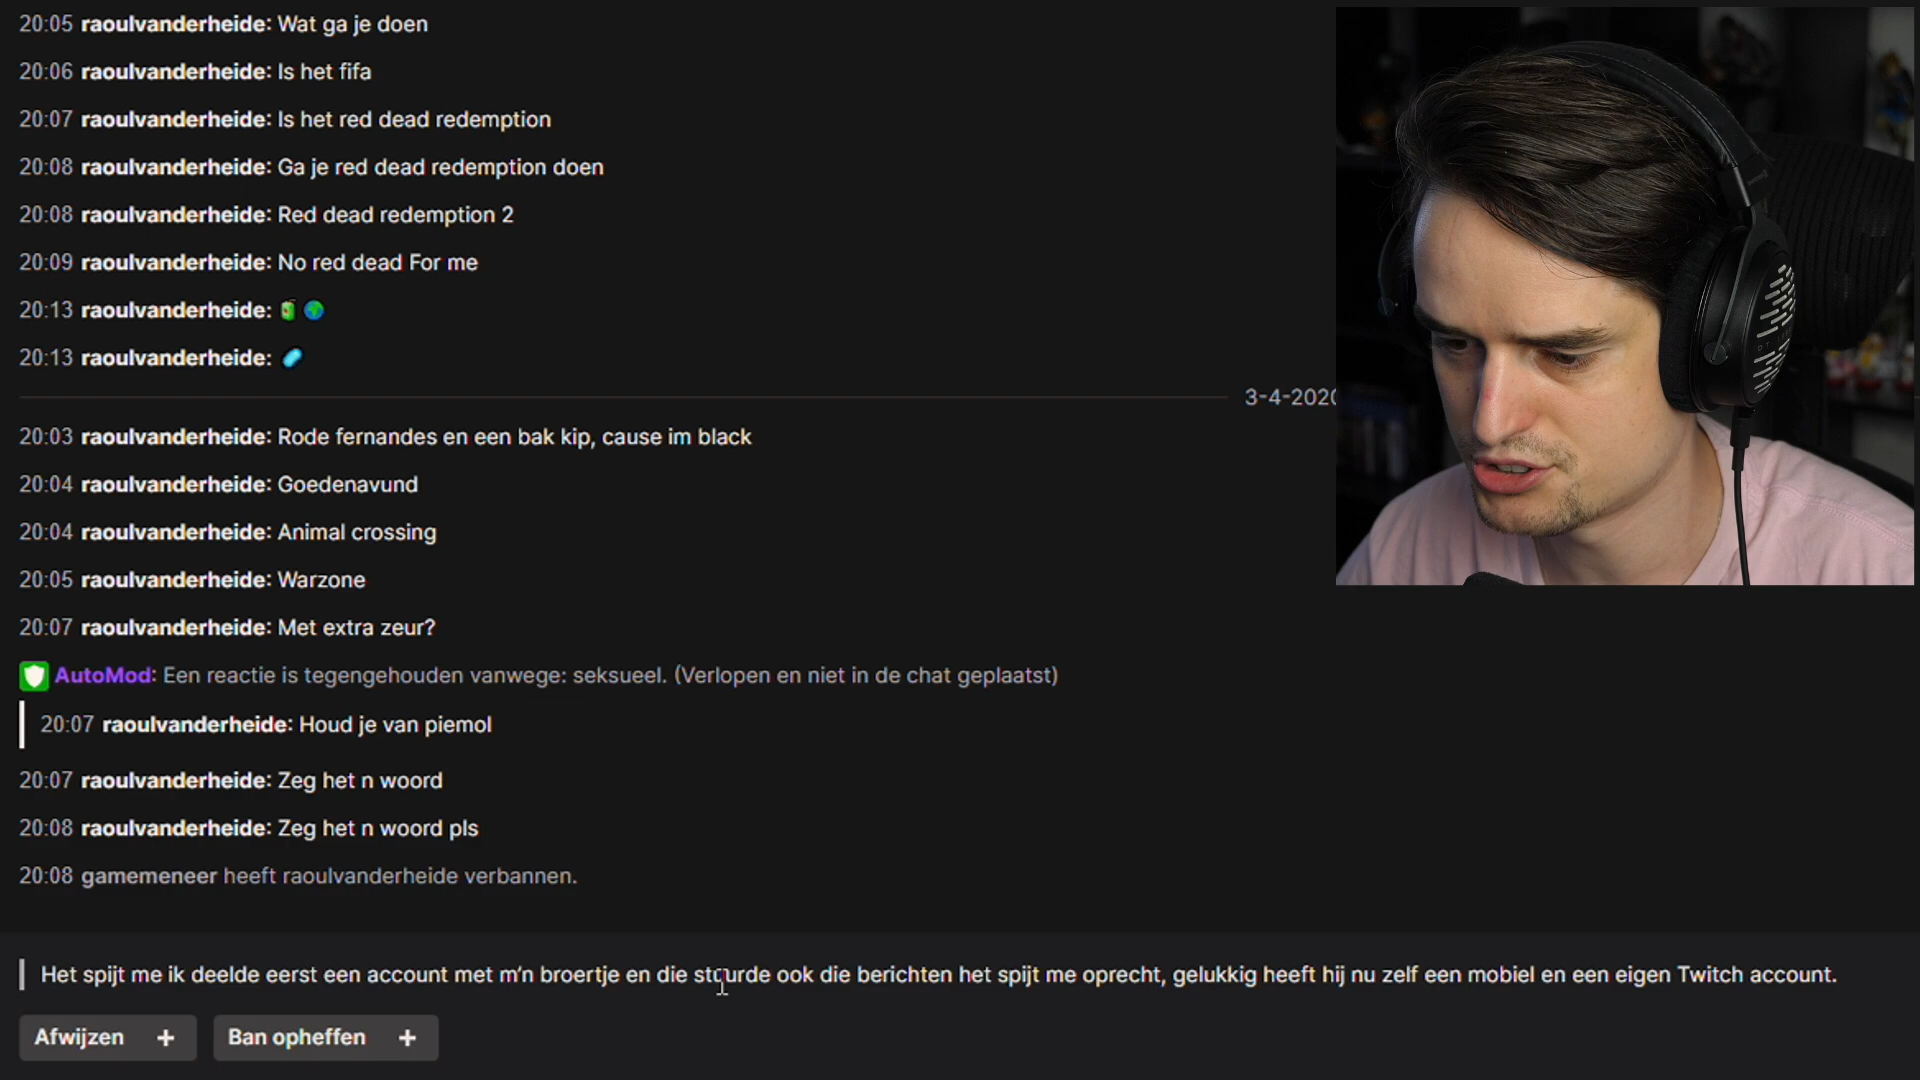 20:05 raoulvanderheide: Wat ga je doen
20:06 raoulvanderheide: Is het fifa
20:07 raoulvanderheide: Is het red dead redemption
20:08 raoulvanderheide: Ga je red dead redemption doen
20:08 raoulvanderheide: Red dead redemption 2
20:09 raoulvanderheide: No red dead For me
20:13 raoulvanderheide: 🧃🌍
20:13 raoulvanderheide:
3-4-2020
20:03 raoulvanderheide: Rode fernandes en een bak kip, cause im black
20:04 raoulvanderheide: Goedenavund
20:04 raoulvanderheide: Animal crossing
20:05 raoulvanderheide: Warzone
20:07 raoulvanderheide: Met extra zeur?
AutoMod: Een reactie is tegengehouden vanwege: seksueel. (Verlopen en niet in de chat geplaatst)
20:07 raoulvanderheide: Houd je van piemol
20:07 raoulvanderheide: Zeg het n woord
20:08 raoulvanderheide: Zeg het n woord pls
20:08 gamemeneer heeft raoulvanderheide verbannen.
Het spijt me ik deelde eerst een account met m'n broertje en die stuurde ook die berichten het spijt me oprecht, gelukkig heeft hij nu zelf een mobiel en een eigen Twitch account.
Afwijzen +
Ban opheffen +